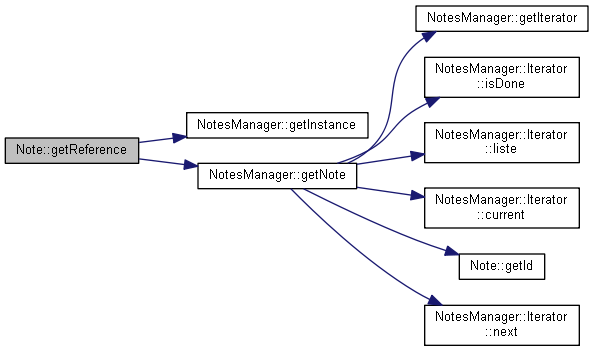 NotesManager::getIterator
NotesManager::Iterator
::isDone
NotesManager::getInstance
NotesManager::Iterator
::liste
Note::getReference
NotesManager::getNote
NotesManager::Iterator
::current
Note::getId
NotesManager::Iterator
::next